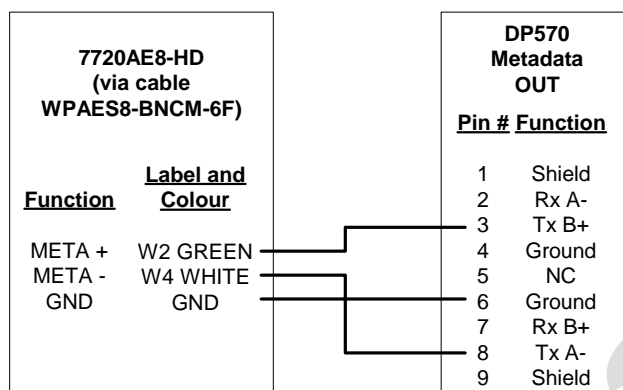 7720AE8-HD
(via cable
WPAES8-BNCM-6F)
Function
Label and
Colour
META + W2 GREEN
META - W4 WHITE
GND GND
DP570
Metadata
OUT
Pin # Function
1 Shield
2 Rx A-
3 Tx B+
4 Ground
5 NC
6 Ground
7 Rx B+
8 Tx A-
9 Shield